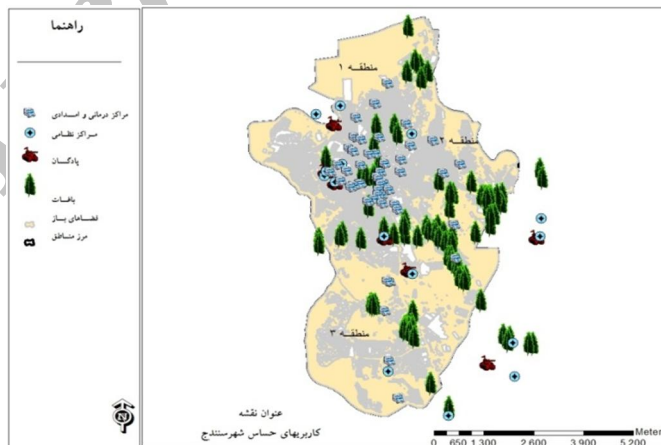 راهنما
مراکز درمانی و امدادی
مراکز نظامی
پادگان
باغات
فضاهای باز
مرز مناطق
منطقه ۱
منطقه ۲
منطقه ۳
N
عنوان نقشه
کاربریهای حساس شهرسنندج
Meter
0 650 1,300 2,600 3,900 5,200